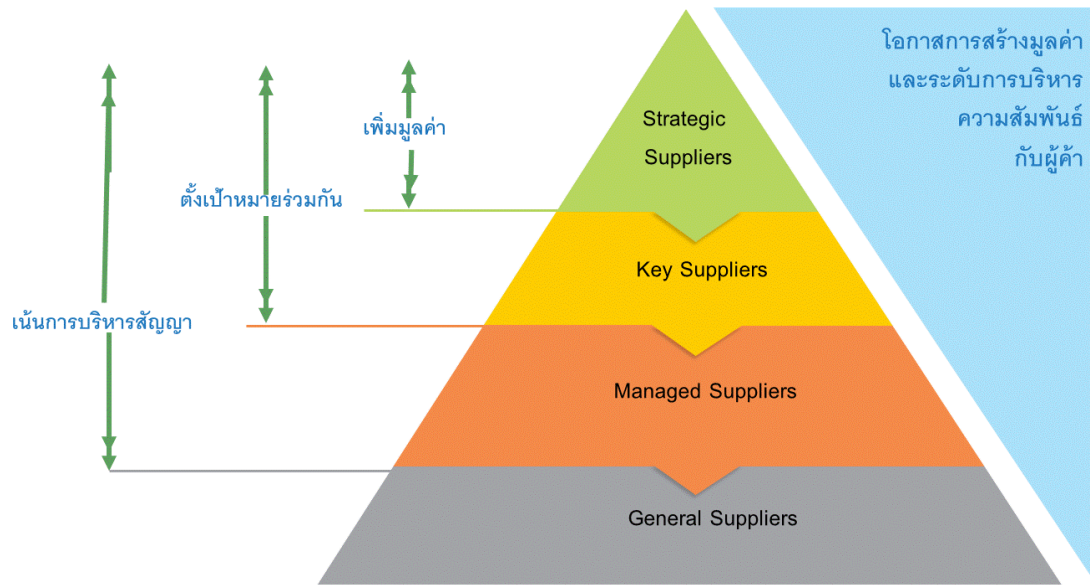 โอกาสการสร้างมูลค่า
และระดับการบริหาร
ความสัมพันธ์
กับผู้ค้า
เพิ่มมูลค่า
ตั้งเป้าหมายร่วมกัน
เน้นการบริหารสัญญา
Strategic
Suppliers
Key Suppliers
Managed Suppliers
General Suppliers